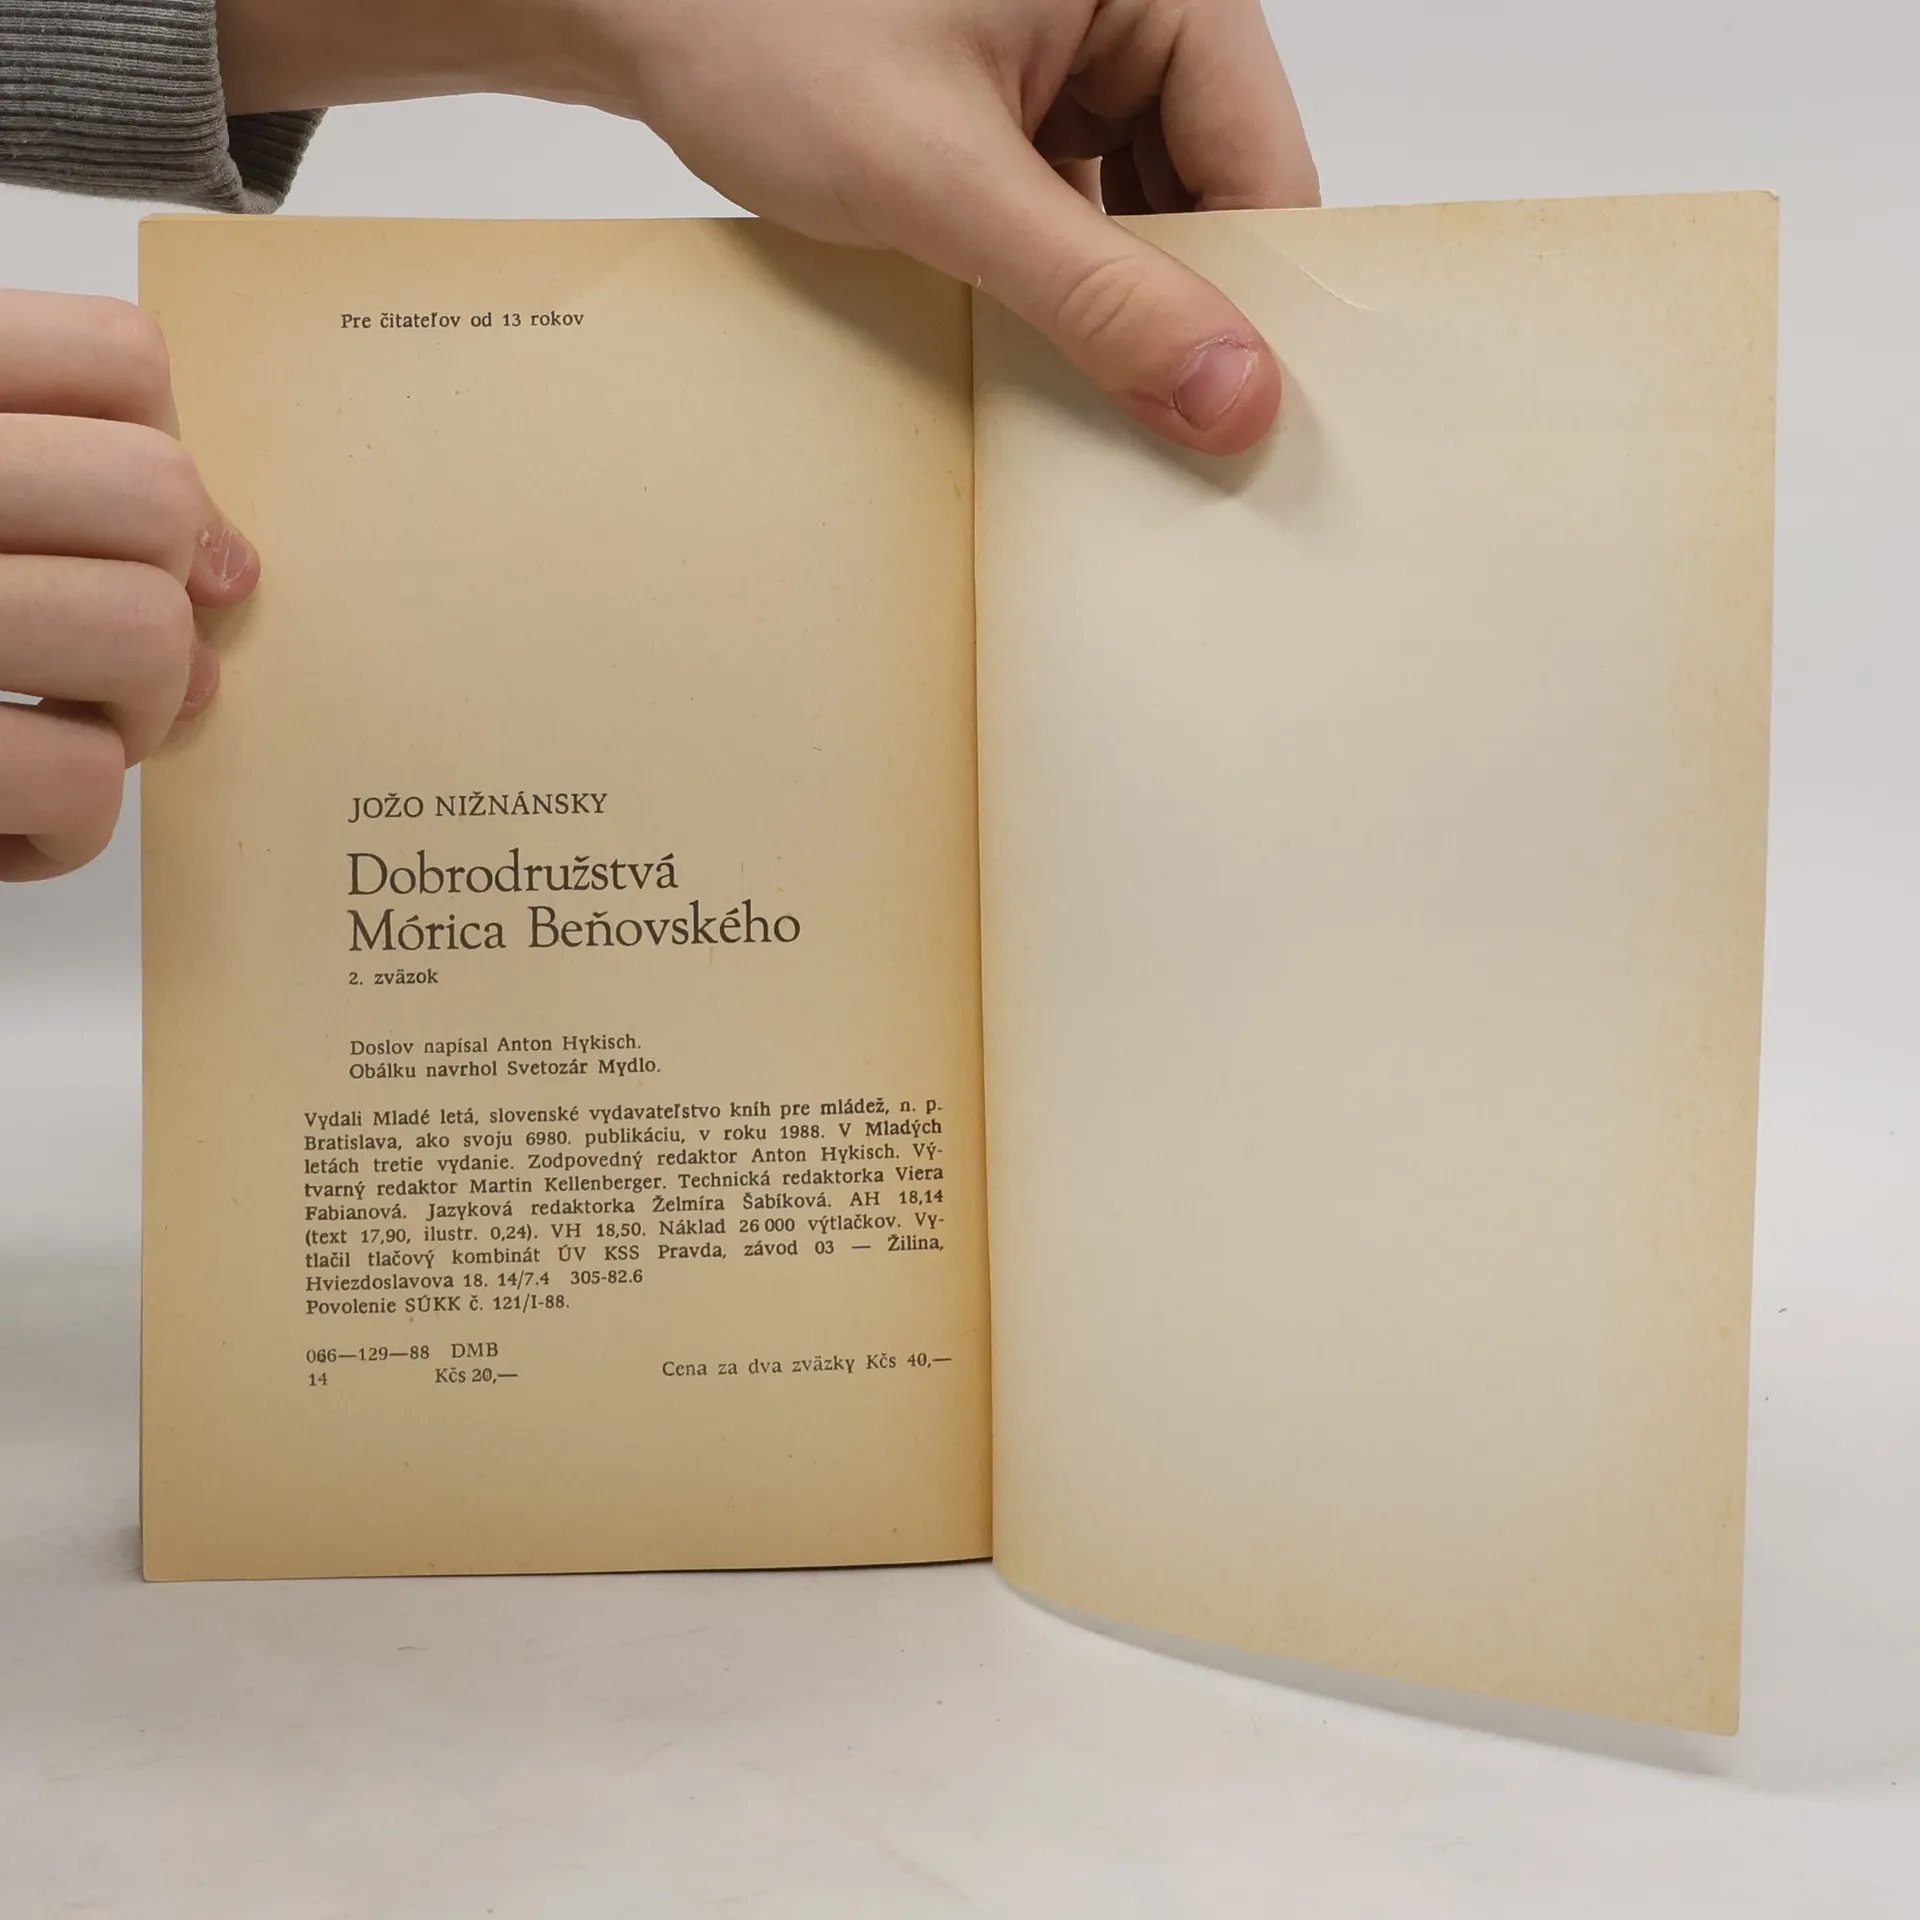 Pre čitateľov od 13 rokov
JOŽO NIŽNÁNSKY
Dobrodružstvá
Mórica Beňovského
2. zväzok
Doslov napísal Anton Hykisch.
Obálku navrhol Svetozár Mydlo.
Vydali Mladé letá, slovenské vydavateľstvo kníh pre mládež, n. p.
Bratislava, ako svoju 6980. publikáciu, v roku 1988. V Mladých
letách tretie vydanie. Zodpovedný redaktor Anton Hykisch. Vý-
tvarný redaktor Martin Kellenberger. Technická redaktorka Viera
Fabianová. Jazyková redaktorka Želmíra Šabíková. AH 18,14
(text 17,90, ilustr. 0,24). VH 18,50. Náklad 26 000 výtlačkov. Vy-
tlačil tlačový kombinát ÚV KSS Pravda, závod 03 — Žilina,
Hviezdoslavova 18. 14/7.4 305-82.6
Povolenie SÚKK č. 121/I-88.
066—129—88 DMB
14 Kčs 20,— Cena za dva zväzky Kčs 40,—